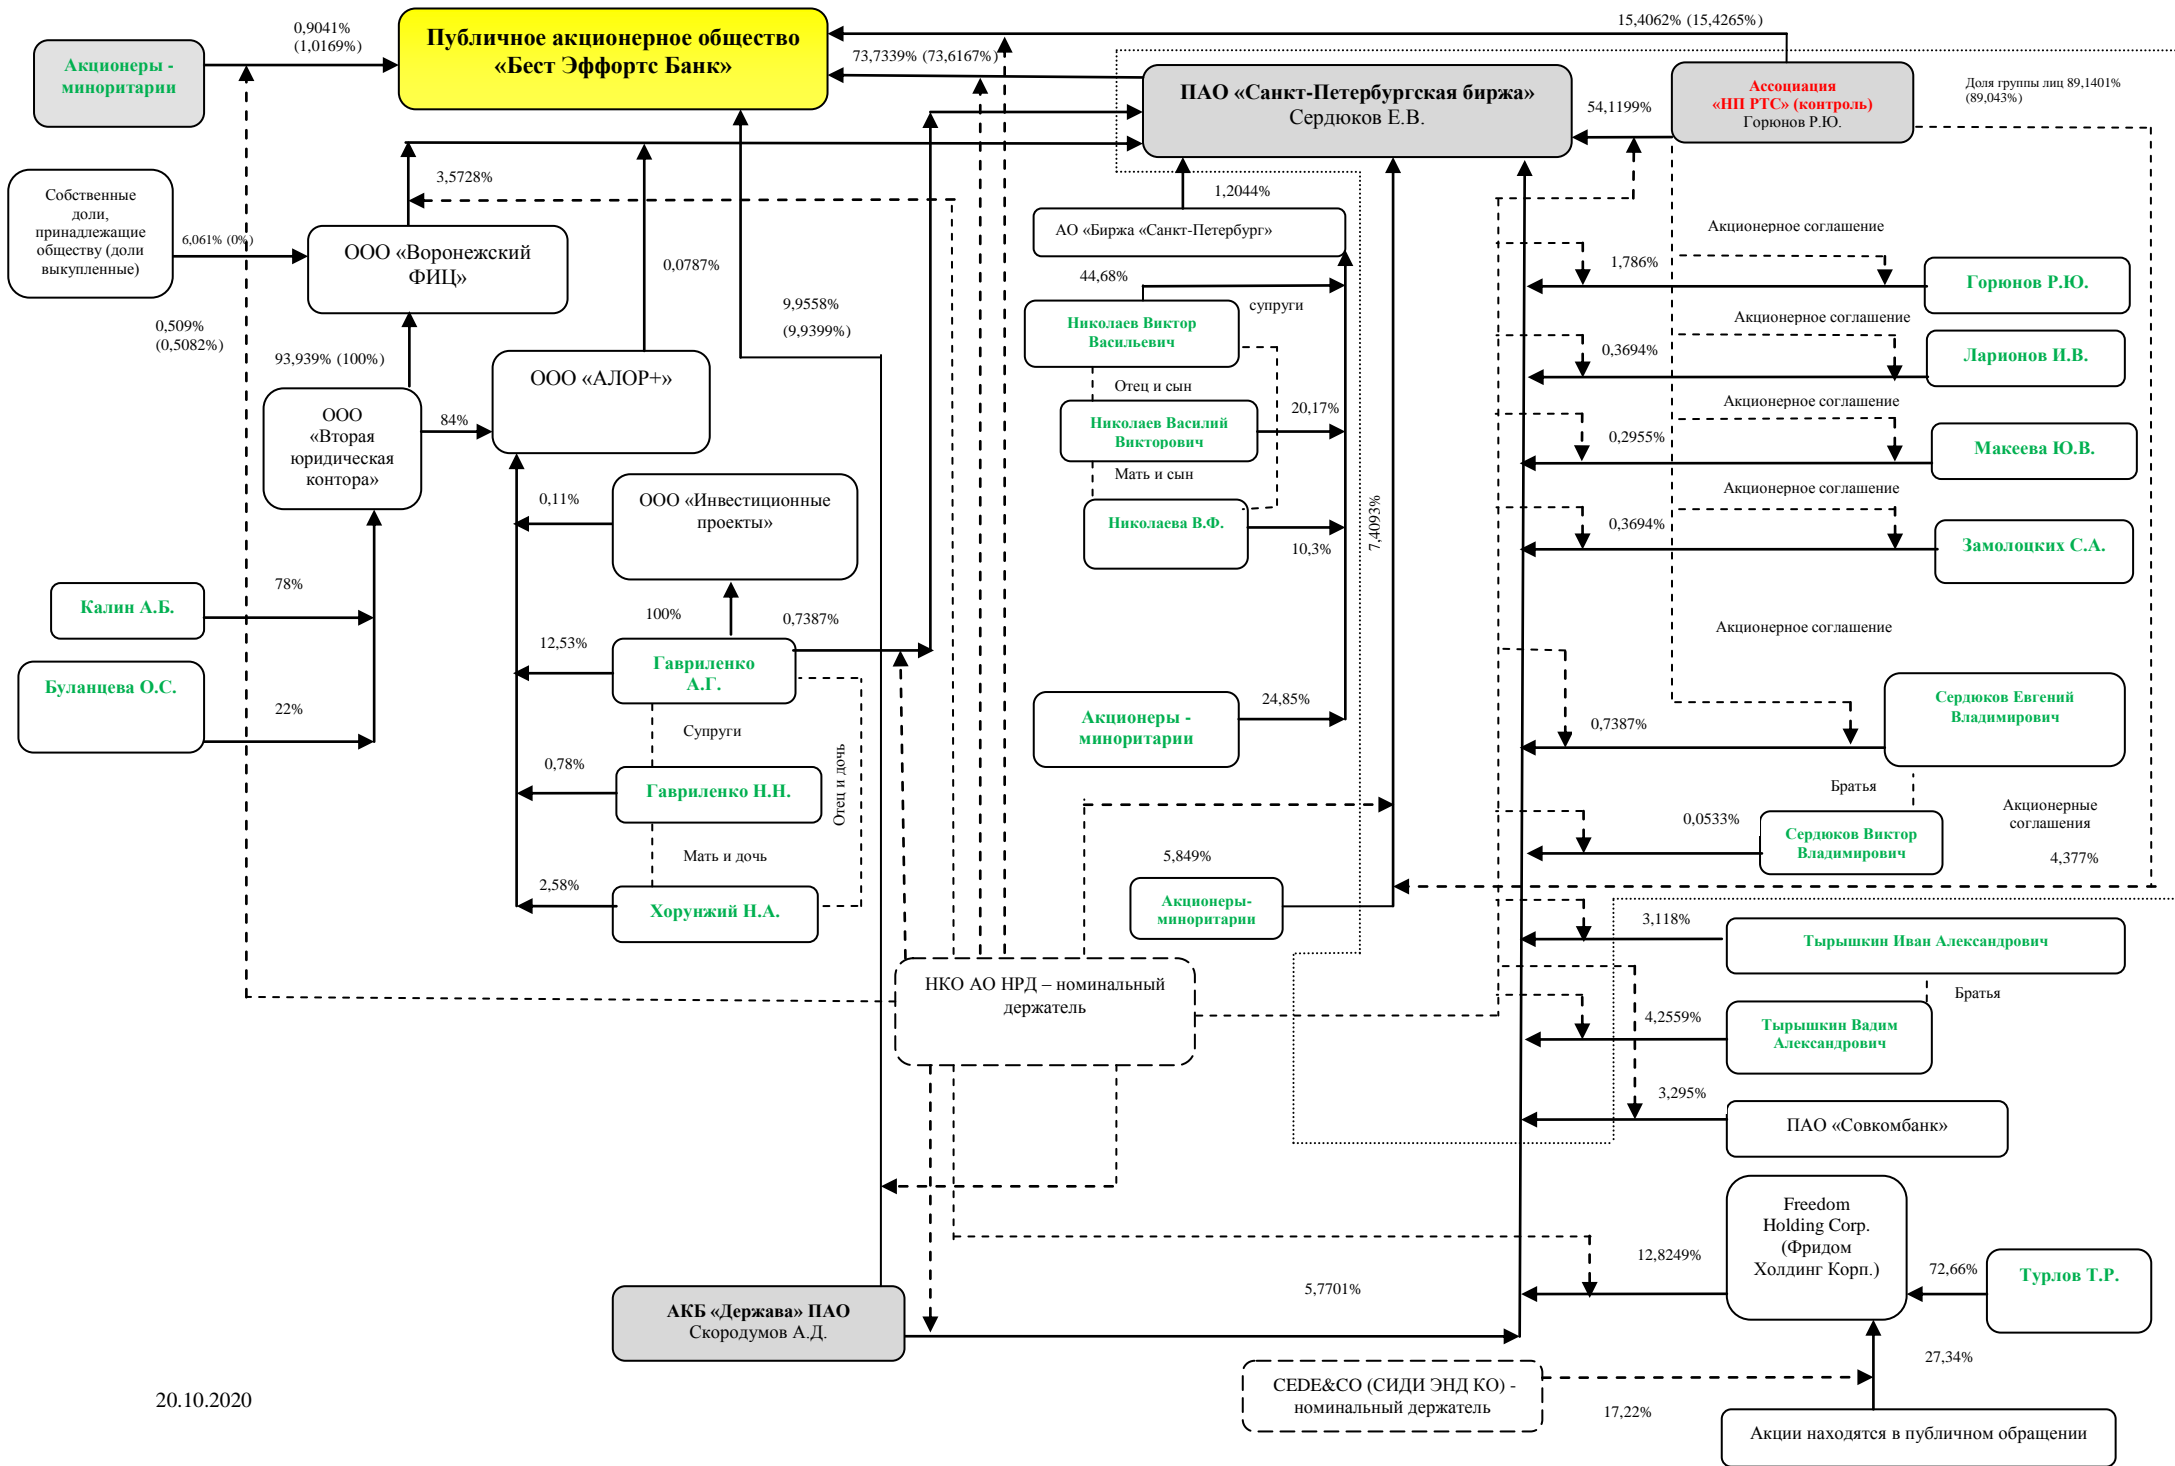 0,9041%
(1,0169%)
Публичное акционерное общество
«Бест Эффортс Банк»
15,4062% (15,4265%)
73,7339% (73,6167%)
Акционеры -
миноритарии
ПАО «Санкт-Петербургская биржа»
Сердюков Е.В.
54,1199%
Ассоциация
«НП РТС» (контроль)
Горюнов Р.Ю.
Доля группы лиц 89,1401%
(89,043%)
Собственные
доли,
принадлежащие
обществу (доли
выкупленные)
6,061% (0%)
3,5728%
ООО «Воронежский
ФИЦ»
0,0787%
1,2044%
АО «Биржа «Санкт-Петербург»
Акционерное соглашение
1,786%
Горюнов Р.Ю.
0,509%
(0,5082%)
93,939% (100%)
9,9558%
(9,9399%)
44,68%
супруги
Николаев Виктор
Васильевич
Акционерное соглашение
0,3694%
Ларионов И.В.
ООО «АЛОР+»
Отец и сын
20,17%
Николаев Василий
Викторович
Акционерное соглашение
0,2955%
Макеева Ю.В.
ООО
«Вторая
юридическая
контора»
84%
Мать и сын
0,11%
ООО «Инвестиционные
проекты»
Николаева В.Ф.
10,3%
7,4093%
Акционерное соглашение
0,3694%
Замолоцких С.А.
Калин А.Б.
78%
100%
0,7387%
12,53%
Гавриленко
А.Г.
Акционерное соглашение
Буланцева О.С.
22%
Супруги
Отец и дочь
24,85%
Акционеры -
миноритарии
Сердюков Евгений
Владимирович
0,7387%
0,78%
Гавриленко Н.Н.
Братья
Акционерные
соглашения
0,0533%
Сердюков Виктор
Владимирович
4,377%
Мать и дочь
5,849%
2,58%
Хорунжий Н.А.
Акционеры-
миноритарии
3,118%
Тырышкин Иван Александрович
НКО АО НРД – номинальный
держатель
Братья
4,2559%
Тырышкин Вадим
Александрович
3,295%
ПАО «Совкомбанк»
12,8249%
Freedom
Holding Corp.
(Фридом
Холдинг Корп.)
72,66%
Турлов Т.Р.
АКБ «Держава» ПАО
Скородумов А.Д.
5,7701%
27,34%
CEDE&CO (СИДИ ЭНД КО) -
номинальный держатель
17,22%
20.10.2020
Акции находятся в публичном обращении